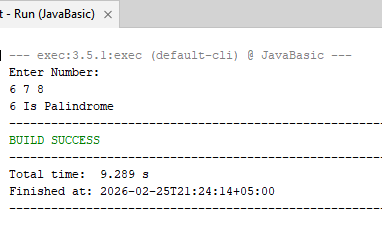 t - Run (JavaBasic) ×
--- exec:3.5.1:exec (default-cli) @ JavaBasic ---
Enter Number:
6 7 8
6 Is Palindrome
------------------------------------------------------
BUILD SUCCESS
------------------------------------------------------
Total time:  9.289 s
Finished at: 2026-02-25T21:24:14+05:00
------------------------------------------------------